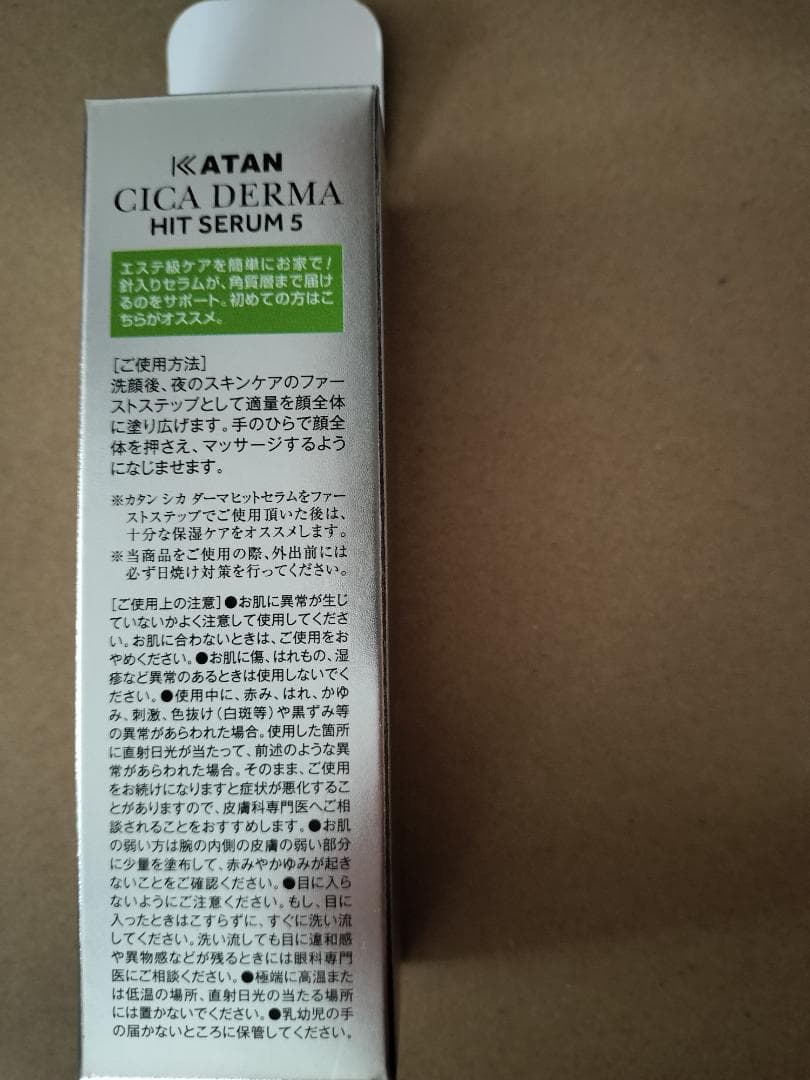 KATAN
CICA DERMA
HIT SERUM 5
エステ級ケアを簡単にお家で!
針入りセラムが、角質層まで届け
るのをサポート。初めての方はこ
ちらがオススメ。
［ご使用方法］
洗顔後、夜のスキンケアのファー
ストステップとして適量を顔全体
に塗り広げます。手のひらで顔全
体を押さえ、マッサージするよう
になじませます。
※カタン シカ ダーマヒットセラムをファー
ストステップでご使用頂いた後は、
十分な保湿ケアをオススメします。
※当商品をご使用の際、外出前には
必ず日焼け対策を行ってください。
［ご使用上の注意］●お肌に異常が生じ
ていないかよく注意して使用してくださ
い。お肌に合わないときは、ご使用をお
やめください。●お肌に傷、はれもの、湿
疹など異常のあるときは使用しないでく
ださい。●使用中に、赤み、はれ、かゆ
み、刺激、色抜け（白斑等）や黒ずみ等
の異常があらわれた場合。使用した箇所
に直射日光が当たって、前述のような異
常があらわれた場合。そのまま、ご使用
をお続けになりますと症状が悪化するこ
とがありますので、皮膚科専門医へご相
談されることをおすすめします。●お肌
の弱い方は腕の内側の皮膚の弱い部分
に少量を塗布して、赤みやかゆみが起き
ないことをご確認ください。●目に入ら
ないようにご注意ください。もし、目に
入ったときはこすらずに、すぐに洗い流
してください。洗い流しても目に違和感
や異物感などが残るときには眼科専門
医にご相談ください。●極端に高温また
は低温の場所、直射日光の当たる場所
には置かないでください。●乳幼児の手
の届かないところに保管してください。